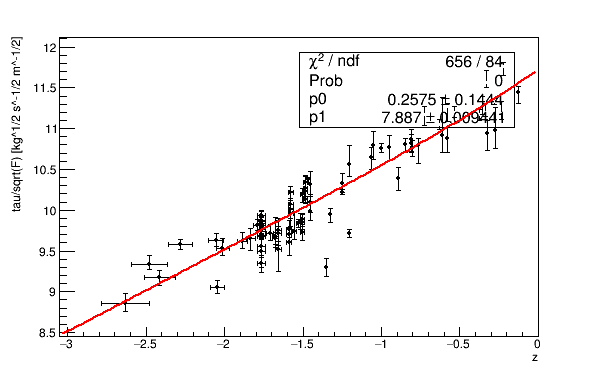 tau/sqrt(F) [kg^1/2 s^-1/2 m^-1/2]
12
11.5
11
10.5
10
9.5
9
8.5
χ² / ndf 656 / 84
Prob 0
p0 0.2575 ± 0.1444
p1 7.887 ± 0.009441
−3 −2.5 −2 −1.5 −1 −0.5 0
z